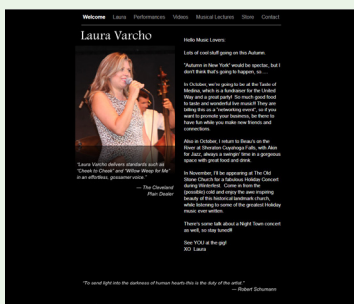 Welcome Laura Performances Videos Musical Lectures Store Contact
Laura Varcho
"Laura Varcho delivers standards such as
"Cheek to Cheek" and "Willow Weep for Me"
in an effortless, gossamer voice."
— The Cleveland
Plain Dealer
Hello Music Lovers:
Lots of cool stuff going on this Autumn.
"Autumn in New York" would be spectac, but I
don't think that's going to happen, so.....
In October, we're going to be at the Taste of
Medina, which is a fundraiser for the United
Way and a great party! So much good food
to taste and wonderful live music!! They are
billing this as a "networking event", so if you
want to promote your business, be there to
have fun while you make new friends and
connections.
Also in October, I return to Beau's on the
River at Sheraton Cuyahoga Falls, with Akin
for Jazz, always a swingin' time in a gorgeous
space with great food and drink.
In November, I'll be appearing at The Old
Stone Church for a fabulous Holiday Concert
during Winterfest. Come in from the
(possible) cold and enjoy the awe inspiring
beauty of this historical landmark church,
while listening to some of the greatest Holiday
music ever written.
There's some talk about a Night Town concert
as well, so stay tuned!!
See YOU at the gig!!
XO Laura
"To send light into the darkness of human hearts-this is the duty of the artist."
— Robert Schumann